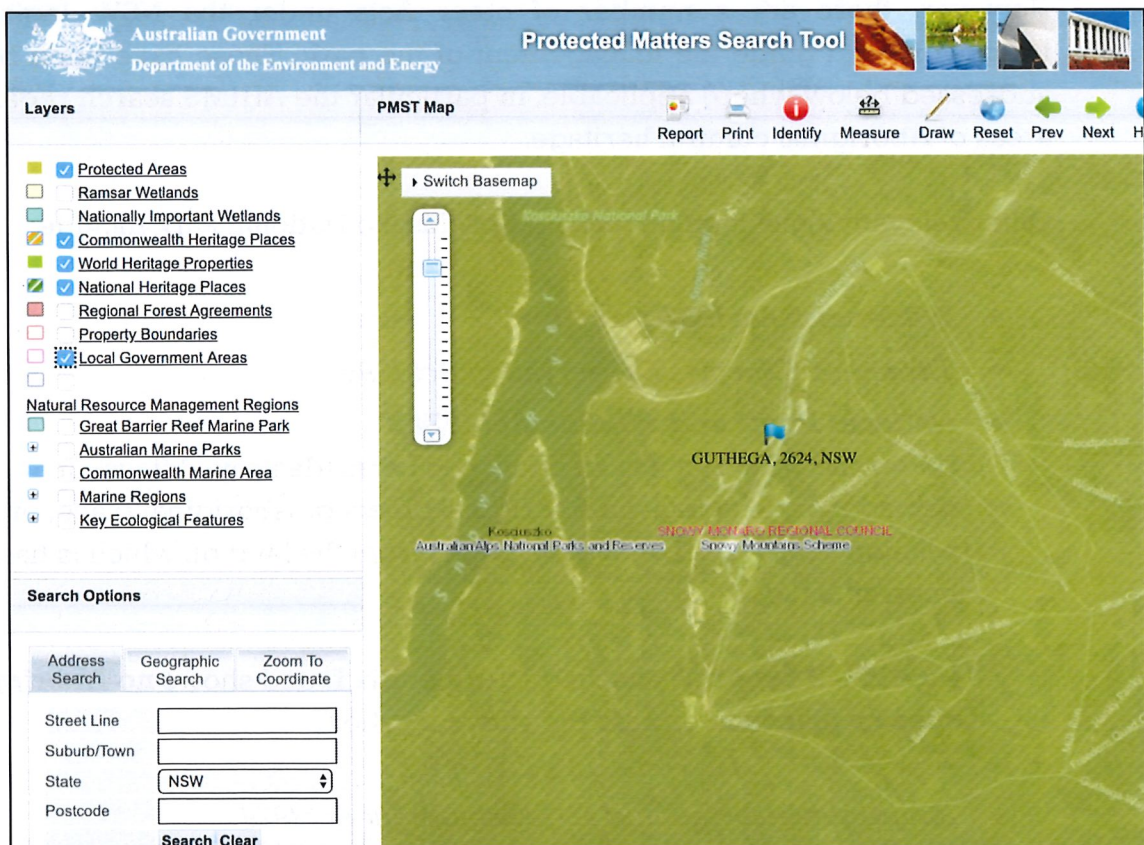 Australian Government
Department of the Environment and Energy
Protected Matters Search Tool
Layers
Protected Areas
Ramsar Wetlands
Nationally Important Wetlands
Commonwealth Heritage Places
World Heritage Properties
National Heritage Places
Regional Forest Agreements
Property Boundaries
Local Government Areas
Natural Resource Management Regions
Great Barrier Reef Marine Park
Australian Marine Parks
Commonwealth Marine Area
Marine Regions
Key Ecological Features
Search Options
Address Search
Geographic Search
Zoom To Coordinate
Street Line
Suburb/Town
State NSW
Postcode
Search Clear
PMST Map
Report Print Identify Measure Draw Reset Prev Next H
Switch Basemap
Kosciuszko National Park
Snowy River
GUTHEGA, 2624, NSW
Kosciuszko
Australian Alps National Parks and Reserves
SNOWY MONARO REGIONAL COUNCIL
Snowy Mountains Scheme
SNOWY RIVER